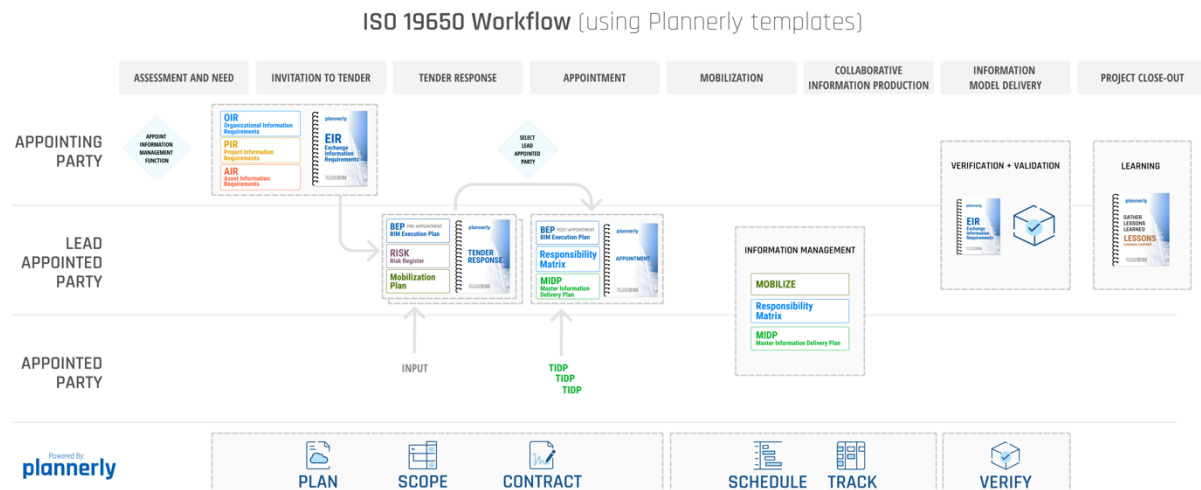 ISO 19650 Workflow (using Plannerly templates)
ASSESSMENT AND NEED
INVITATION TO TENDER
TENDER RESPONSE
APPOINTMENT
MOBILIZATION
COLLABORATIVE
INFORMATION PRODUCTION
INFORMATION
MODEL DELIVERY
PROJECT CLOSE-OUT
APPOINTING
PARTY
APPOINT
INFORMATION
MANAGEMENT
FUNCTION
OIR
Organizational Information
Requirements
PIR
Project Information
Requirements
AIR
Asset Information
Requirements
plannerly
EIR
Exchange
Information
Requirements
SELECT
LEAD
APPOINTED
PARTY
VERIFICATION + VALIDATION
plannerly
EIR
Exchange
Information
Requirements
LEARNING
plannerly
GATHER
LESSONS
LEARNED
LESSONS
Lessons Learned
LEAD
APPOINTED
PARTY
BEP PRE-APPOINTMENT
BIM Execution Plan
RISK
Risk Register
Mobilization
Plan
plannerly
TENDER
RESPONSE
BEP POST-APPOINTMENT
BIM Execution Plan
Responsibility
Matrix
MIDP
Master Information
Delivery Plan
plannerly
APPOINTMENT
INFORMATION MANAGEMENT
MOBILIZE
Responsibility
Matrix
MIDP
Master Information Delivery Plan
APPOINTED
PARTY
INPUT
TIDP
TIDP
TIDP
Powered By:
plannerly
PLAN
SCOPE
CONTRACT
SCHEDULE
TRACK
VERIFY